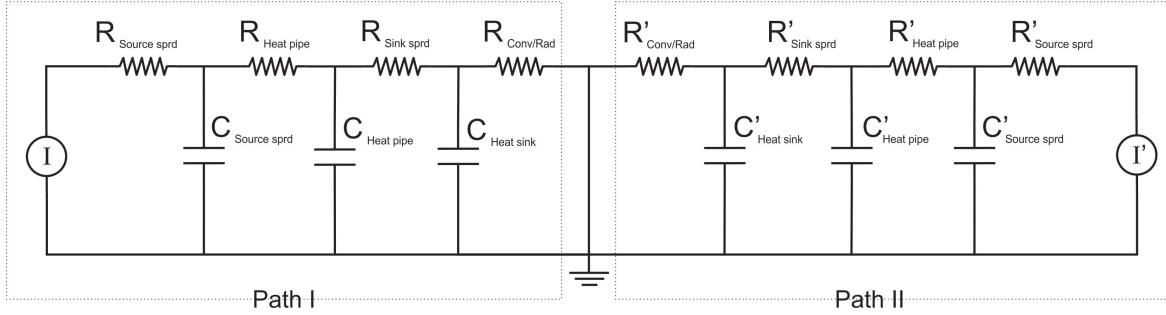 R Source sprd R Heat pipe R Sink sprd R Conv/Rad R’ Conv/Rad R’ Sink sprd R’ Heat pipe R’ Source sprd
C Source sprd C Heat pipe C Heat sink C’ Heat sink C’ Heat pipe C’ Source sprd
I I’
Path I Path II